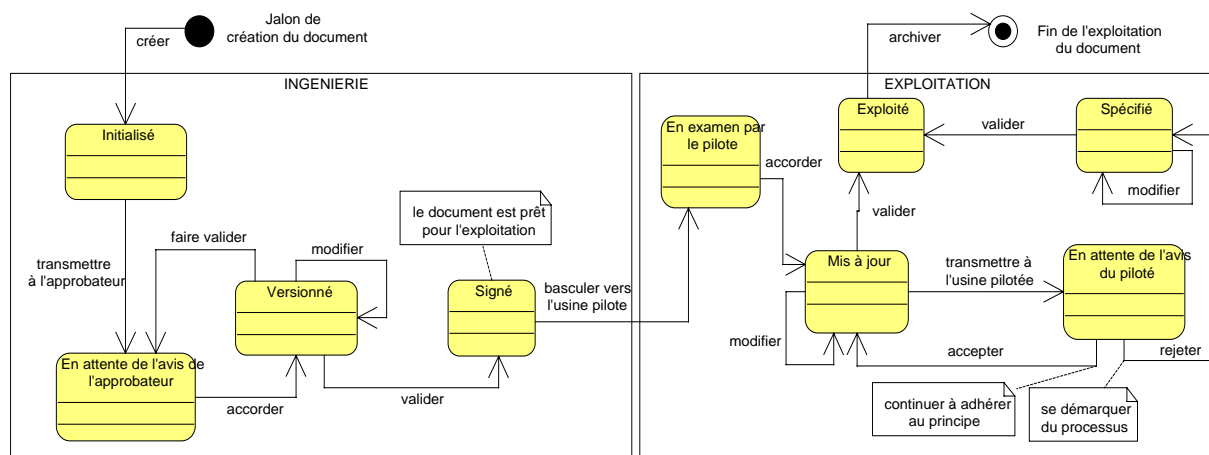 Jalon de
création du document
créer
archiver
Fin de l'exploitation
du document
INGENIERIE
EXPLOITATION
Initialisé
En examen par
le pilote
accorder
Exploité
valider
Spécifié
modifier
le document est prêt
pour l'exploitation
valider
faire valider
modifier
transmettre
à l'approbateur
Versionné
Signé
basculer vers
l'usine pilote
Mis à jour
transmettre à
l'usine pilotée
En attente de l'avis
du piloté
modifier
accepter
rejeter
En attente de l'avis de
l'approbateur
accorder
valider
continuer à adhérer
au principe
se démarquer
du processus